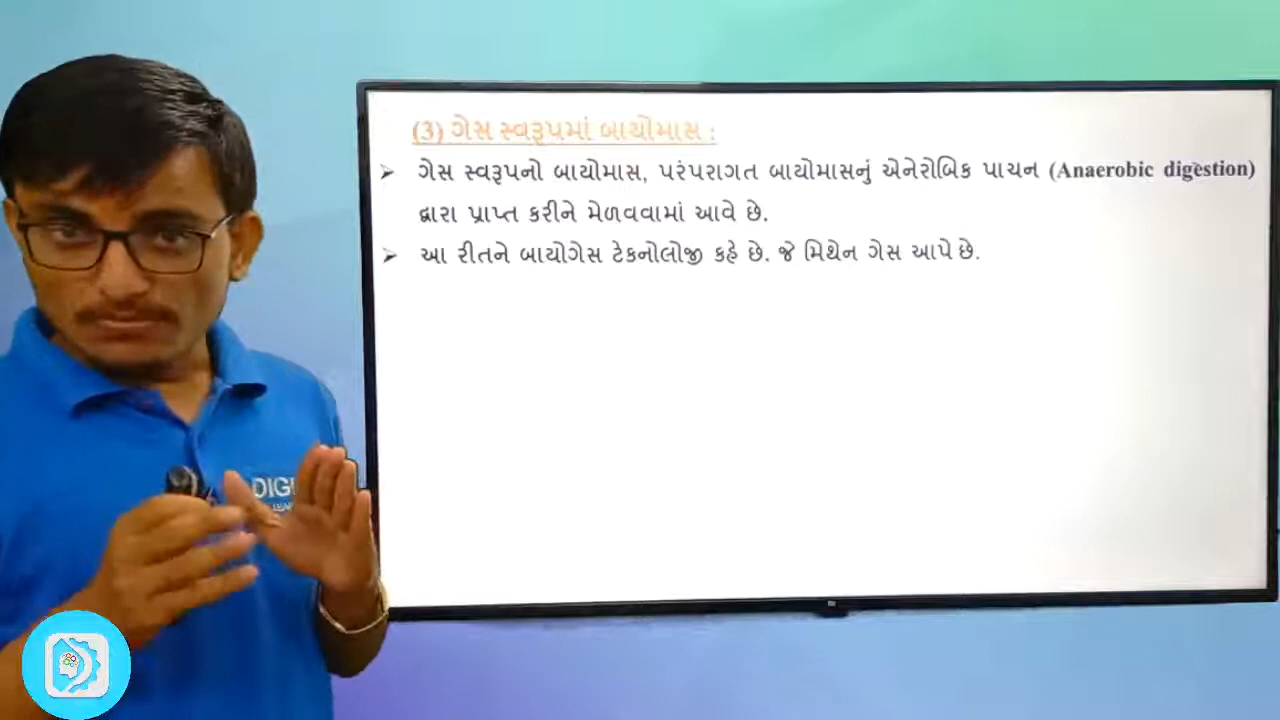 (3) ગેસ સ્વરૂપમાં બાયોમાસ :
➢ ગેસ સ્વરૂપનો બાયોમાસ, પરંપરાગત બાયોમાસનું એનેરોબિક પાચન (Anaerobic digestion)
દ્વારા પ્રાપ્ત કરીને મેળવવામાં આવે છે.
➢ આ રીતને બાયોગેસ ટેકનોલોજી કહે છે. જે મિથેન ગેસ આપે છે.
DIGI